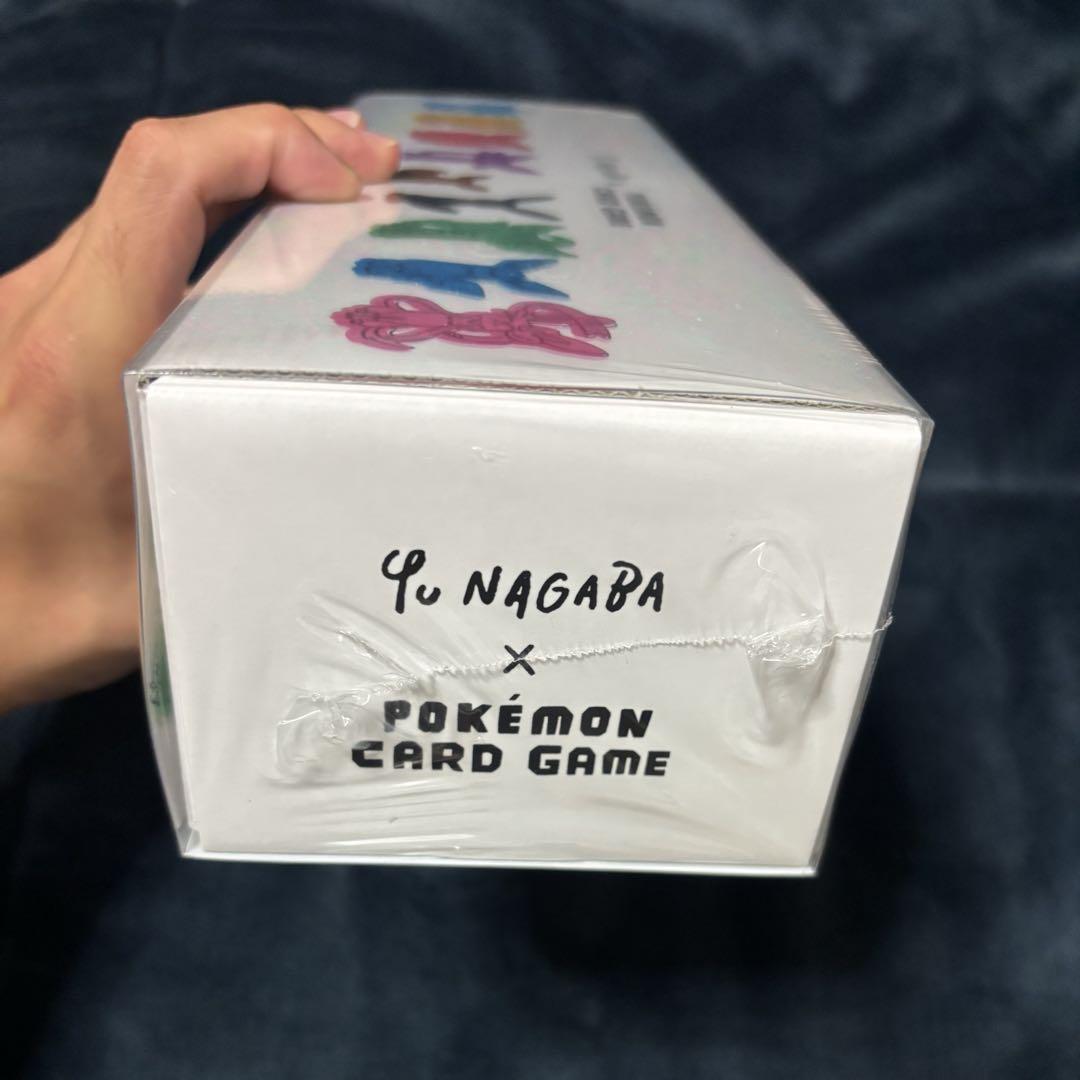 Yu NAGABA
×
POKÉMON
CARD GAME